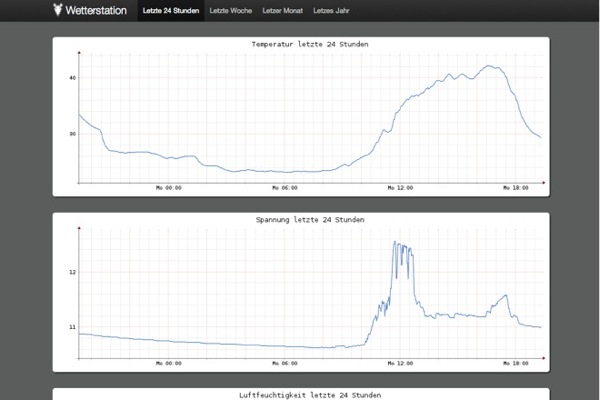 Wetterstation Letzte 24 Stunden Letzte Woche Letzer Monat Letzes Jahr
Temperatur letzte 24 Stunden
40
30
Mo 00:00 Mo 06:00 Mo 12:00 Mo 18:00
Spannung letzte 24 Stunden
12
11
Mo 00:00 Mo 06:00 Mo 12:00 Mo 18:00
Luftfeuchtigkeit letzte 24 Stunden